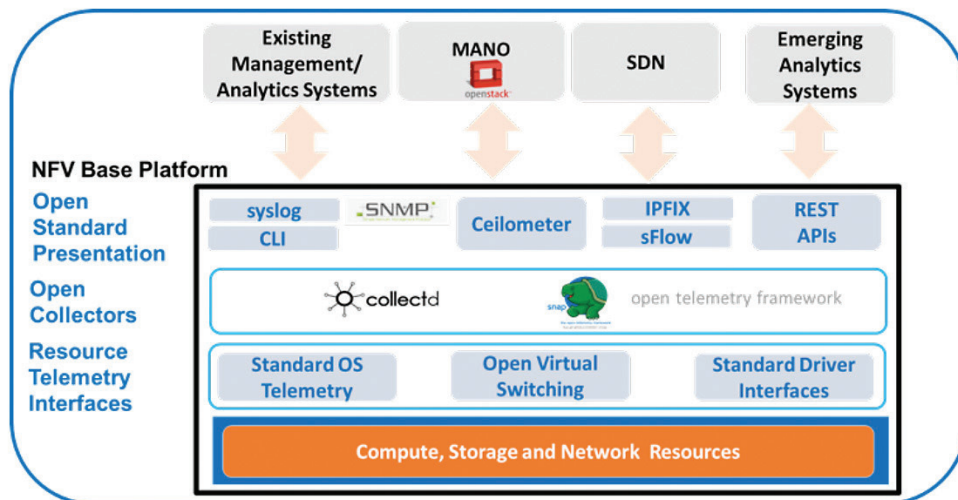 Existing
Management/
Analytics Systems
MANO
openstack
SDN
Emerging
Analytics
Systems
NFV Base Platform
Open
Standard
Presentation
syslog
CLI
SNMP
Ceilometer
IPFIX
sFlow
REST
APIs
Open
Collectors
collectd
snap
open telemetry framework
Resource
Telemetry
Interfaces
Standard OS
Telemetry
Open Virtual
Switching
Standard Driver
Interfaces
Compute, Storage and Network Resources